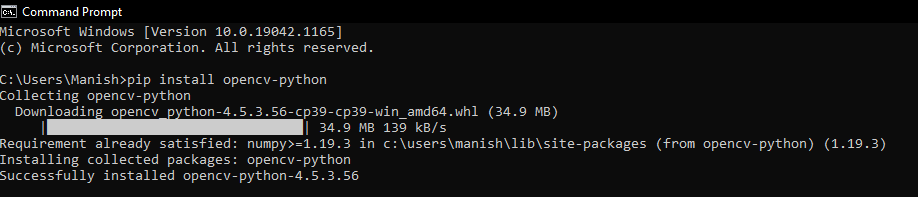 Command Prompt
Microsoft Windows [Version 10.0.19042.1165]
(c) Microsoft Corporation. All rights reserved.
C:\Users\Manish>pip install opencv-python
Collecting opencv-python
  Downloading opencv_python-4.5.3.56-cp39-cp39-win_amd64.whl (34.9 MB)
     |████████████████████████████████| 34.9 MB 139 kB/s
Requirement already satisfied: numpy>=1.19.3 in c:\users\manish\lib\site-packages (from opencv-python) (1.19.3)
Installing collected packages: opencv-python
Successfully installed opencv-python-4.5.3.56